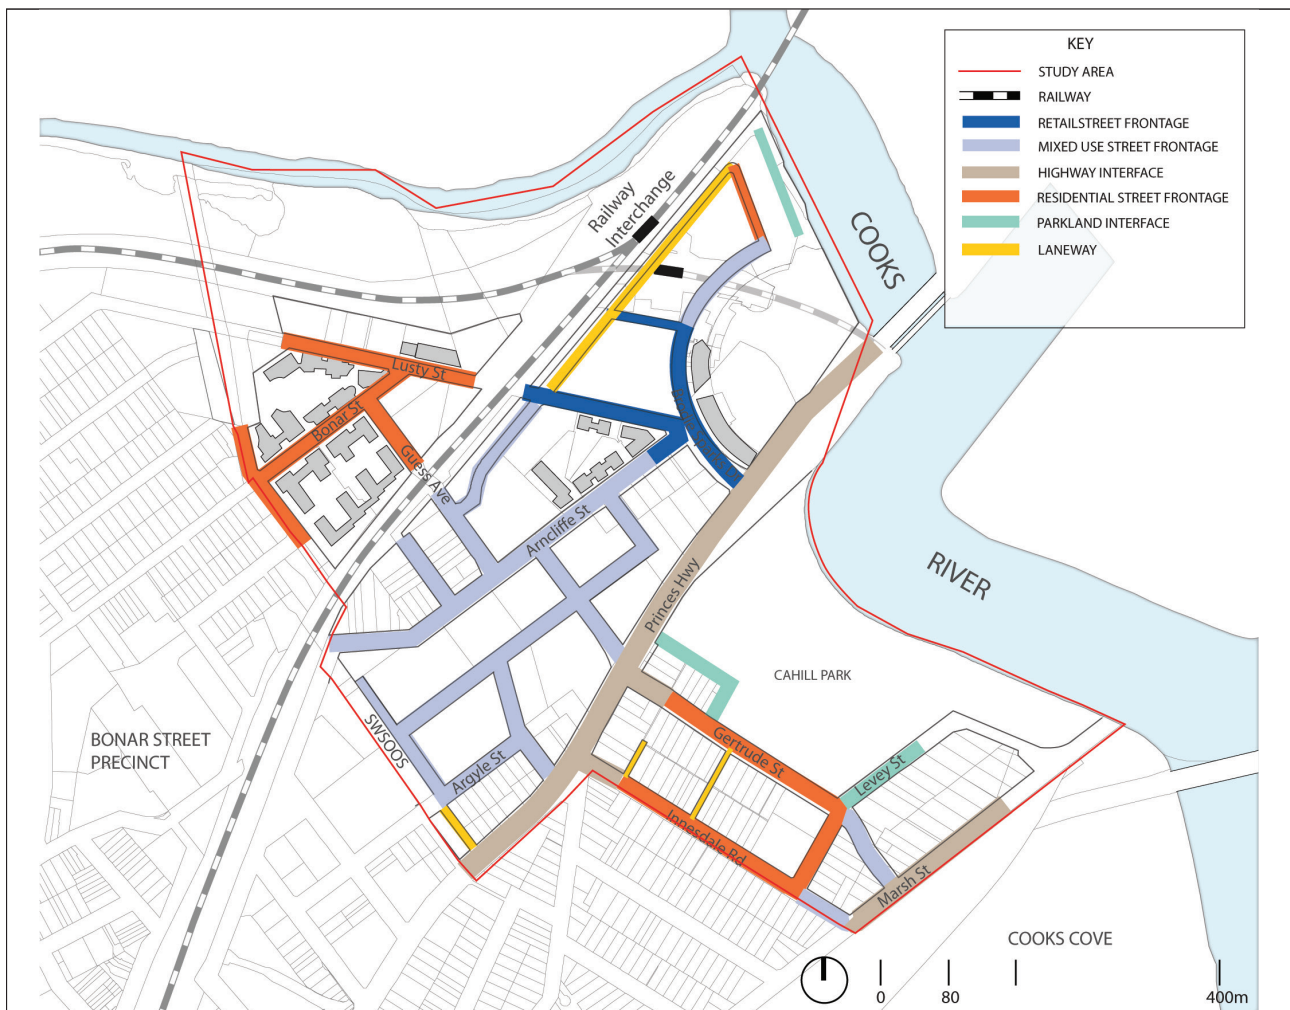 KEY
STUDY AREA
RAILWAY
RETAILSTREET FRONTAGE
MIXED USE STREET FRONTAGE
HIGHWAY INTERFACE
RESIDENTIAL STREET FRONTAGE
PARKLAND INTERFACE
LANEWAY
Railway
Interchange
COOKS
RIVER
Lusty St
Bonar St
Guess Ave
Arncliffe St
Princes Hwy
CAHILL PARK
BONAR STREET
PRECINCT
SWSOOS
Argyle St
Gertrude St
Levey St
Innesdale Rd
Marsh St
COOKS COVE
0
80
400m